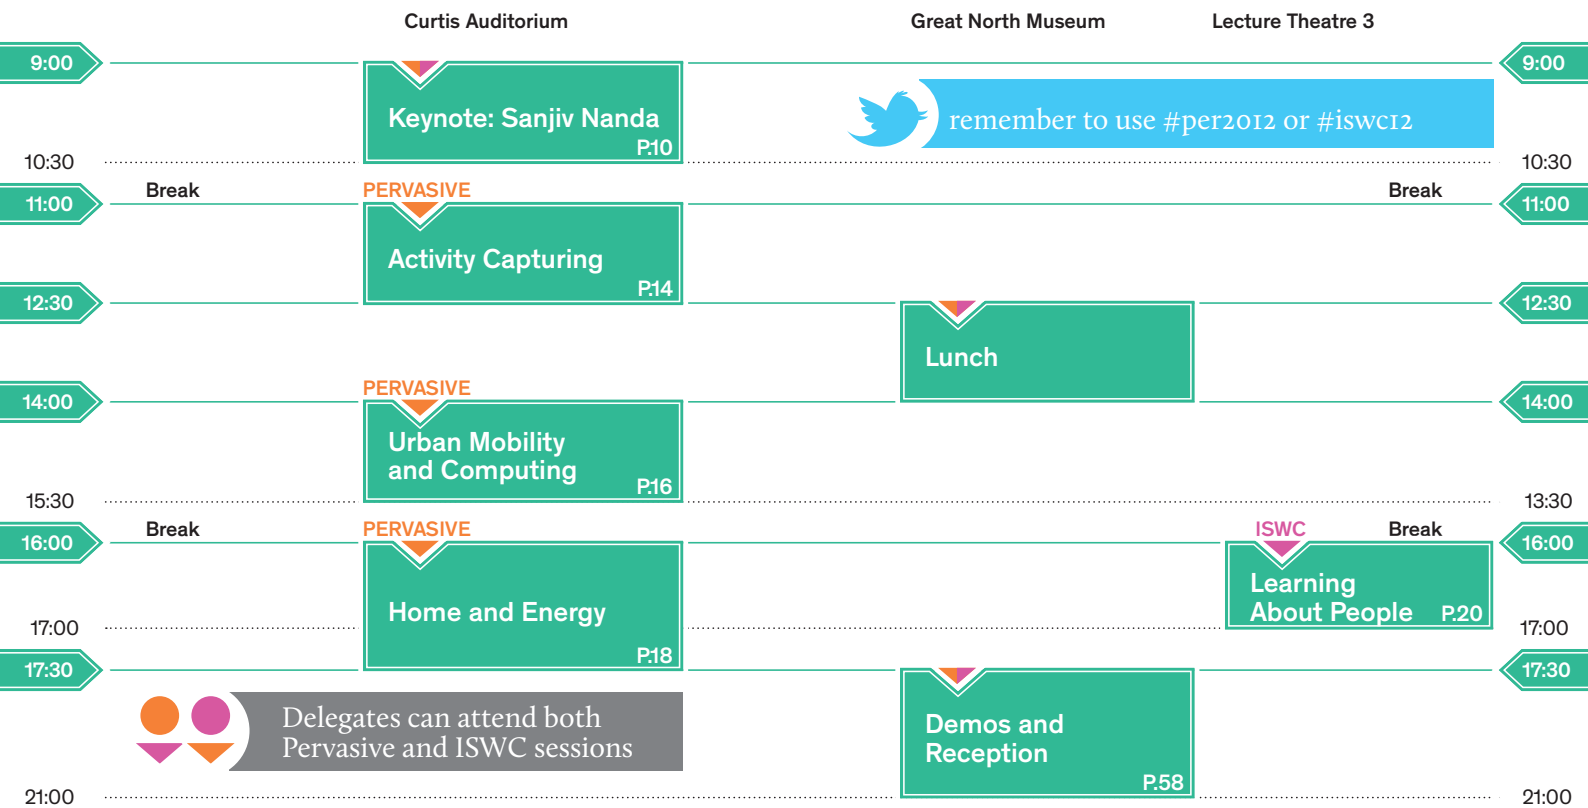 Curtis Auditorium
Great North Museum
Lecture Theatre 3
9:00
9:00
Keynote: Sanjiv Nanda
P.10
remember to use #per2012 or #iswc12
10:30
10:30
Break
PERVASIVE
Break
11:00
11:00
Activity Capturing
P.14
12:30
12:30
Lunch
PERVASIVE
14:00
14:00
Urban Mobility
and Computing
P.16
15:30
13:30
Break
PERVASIVE
ISWC
Break
16:00
16:00
Home and Energy
P.18
Learning
About People
P.20
17:00
17:00
17:30
17:30
Delegates can attend both
Pervasive and ISWC sessions
Demos and
Reception
P.58
21:00
21:00